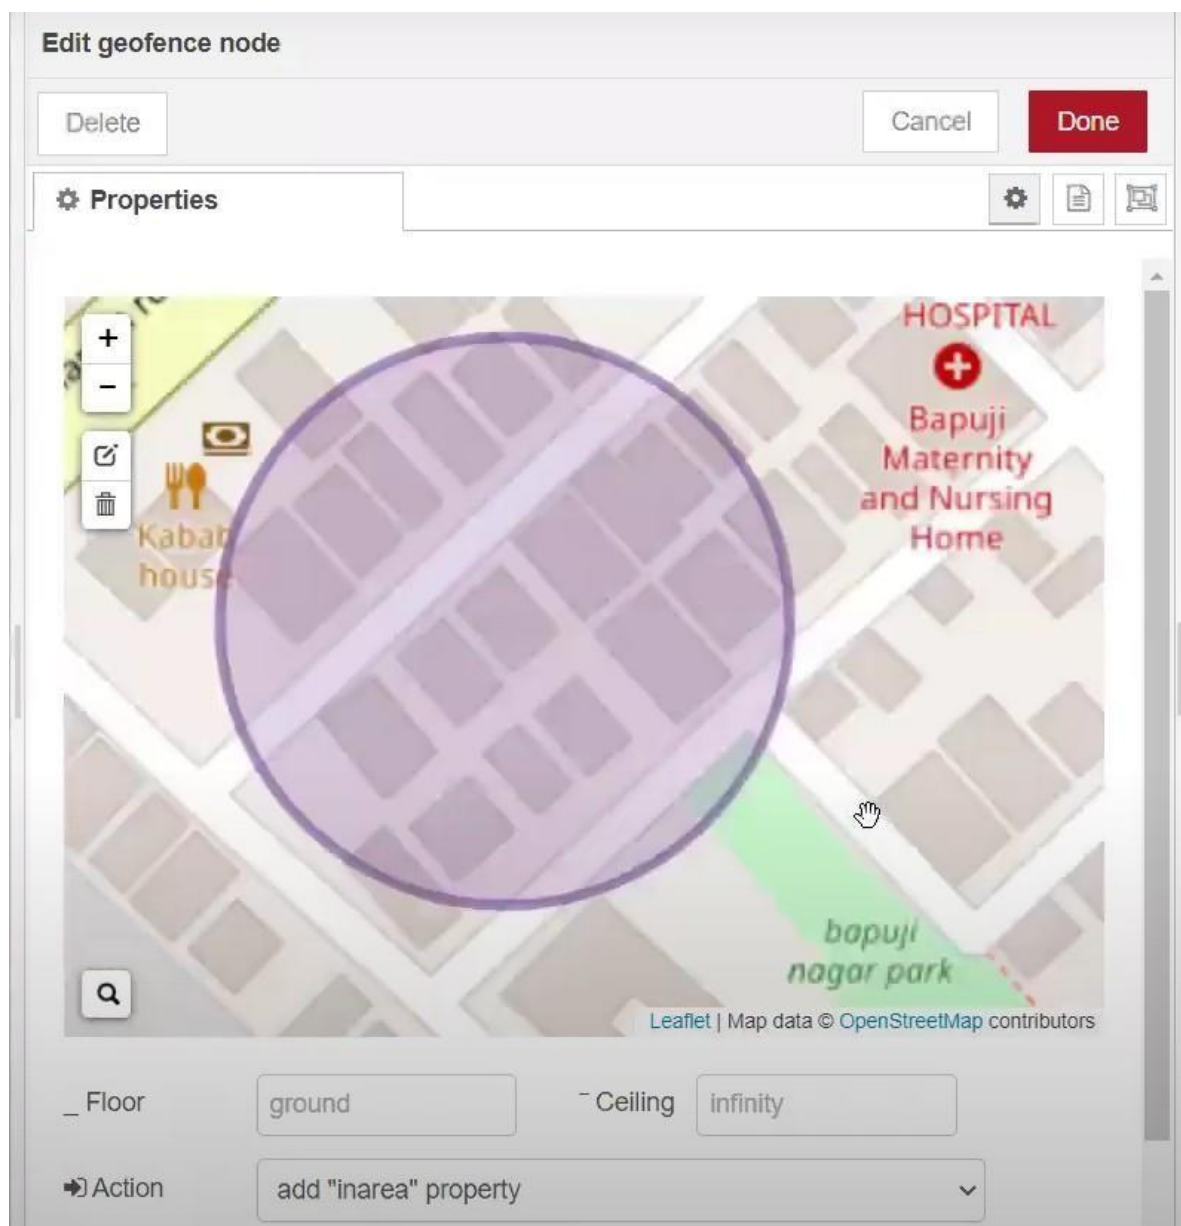 Edit geofence node
Delete
Cancel
Done
Properties
+
−
HOSPITAL
Bapuji
Maternity
and Nursing
Home
Kabab
house
bapuji
nagar park
Leaflet | Map data © OpenStreetMap contributors
_ Floor
ground
‾ Ceiling
infinity
Action
add "inarea" property